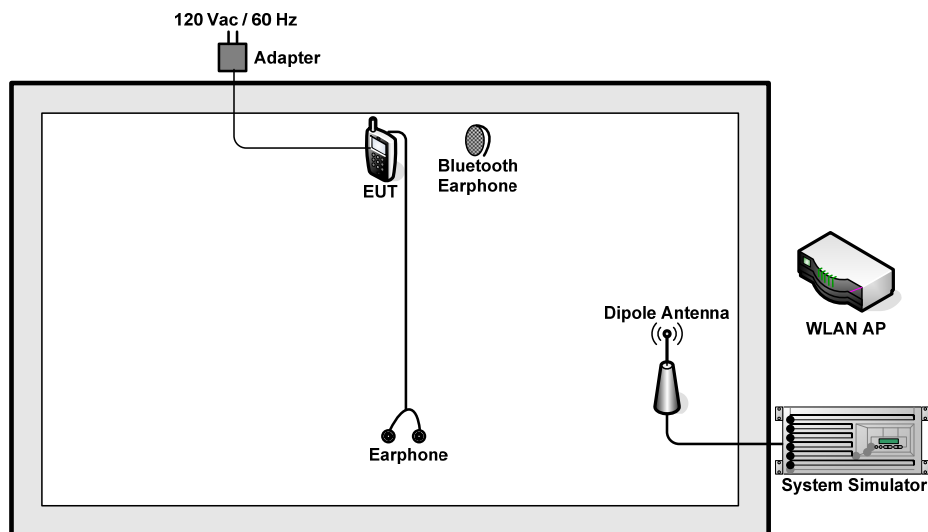 120 Vac / 60 Hz
Adapter
Bluetooth
Earphone
EUT
Dipole Antenna
WLAN AP
Earphone
System Simulator